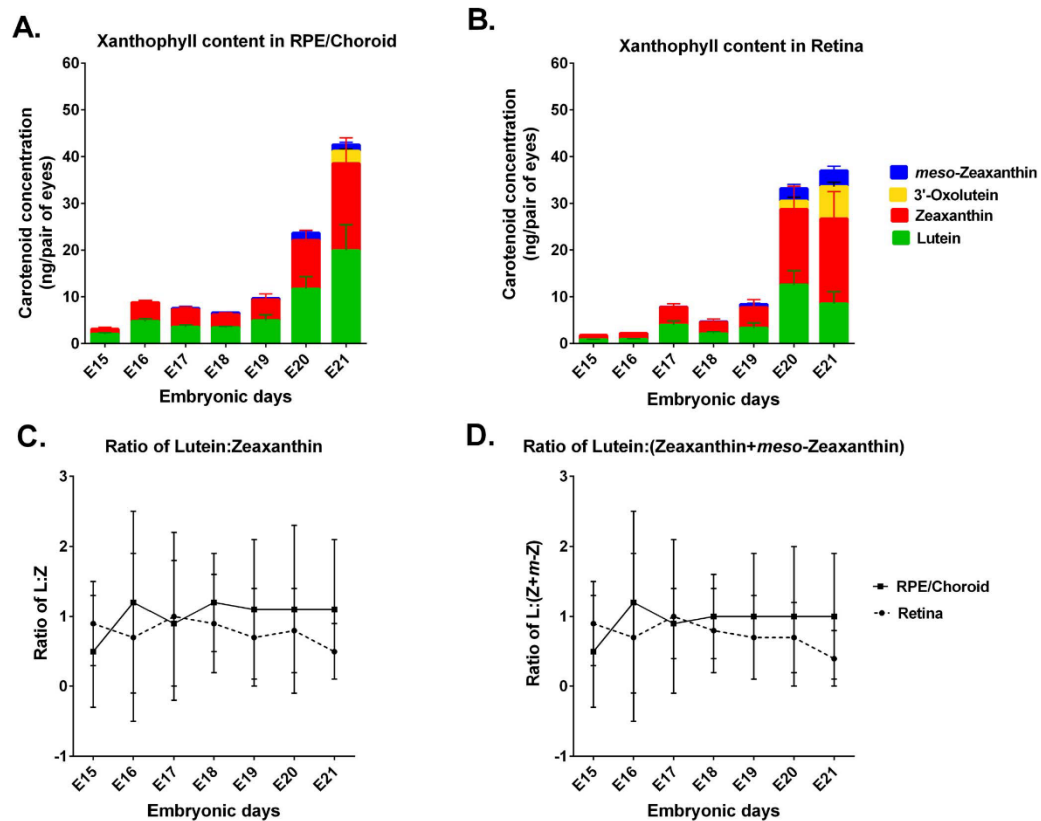 A.
Xanthophyll content in RPE/Choroid
Carotenoid concentration
(ng/pair of eyes)
60
50
40
30
20
10
0
E15 E16 E17 E18 E19 E20 E21
Embryonic days
B.
Xanthophyll content in Retina
Carotenoid concentration
(ng/pair of eyes)
60
50
40
30
20
10
0
E15 E16 E17 E18 E19 E20 E21
Embryonic days
meso-Zeaxanthin
3'-Oxolutein
Zeaxanthin
Lutein
C.
Ratio of Lutein:Zeaxanthin
Ratio of L:Z
3
2
1
0
-1
E15 E16 E17 E18 E19 E20 E21
Embryonic days
D.
Ratio of Lutein:(Zeaxanthin+meso-Zeaxanthin)
Ratio of L:(Z+m-Z)
3
2
1
0
-1
E15 E16 E17 E18 E19 E20 E21
Embryonic days
RPE/Choroid
Retina